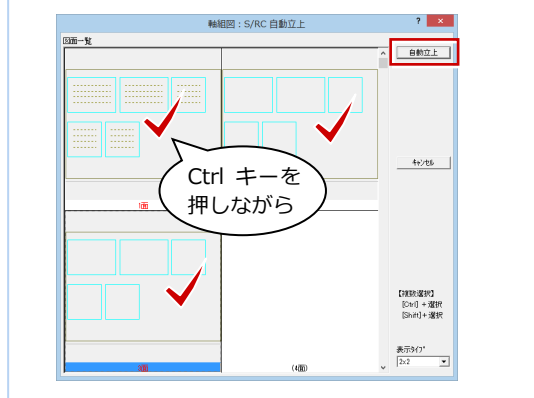 軸組図：S/RC 自動立上
?
×
図面一覧
自動立上
キャンセル
Ctrl キーを
押しながら
1面
3面
(4面)
【複数選択】
[Ctrl] + 選択
[Shift] + 選択
表示タイプ
2x2